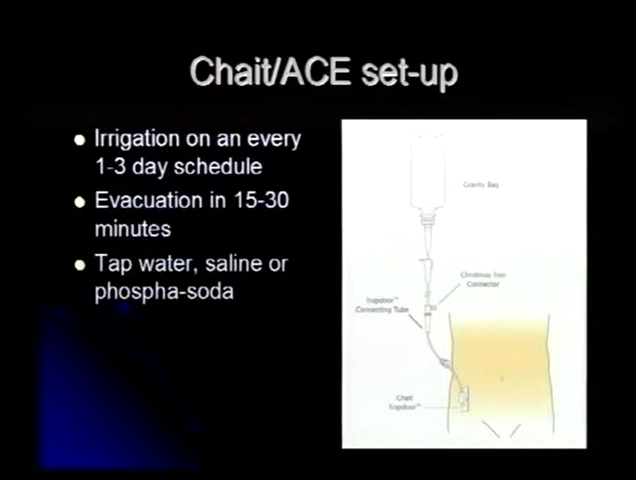 Chait/ACE set-up
Irrigation on an every
1-3 day schedule
Evacuation in 15-30
minutes
Tap water, saline or
phospha-soda
Gravity Bag
Christmas Tree
Connector
Trapdoor™
Connecting Tube
Chait
Trapdoor™